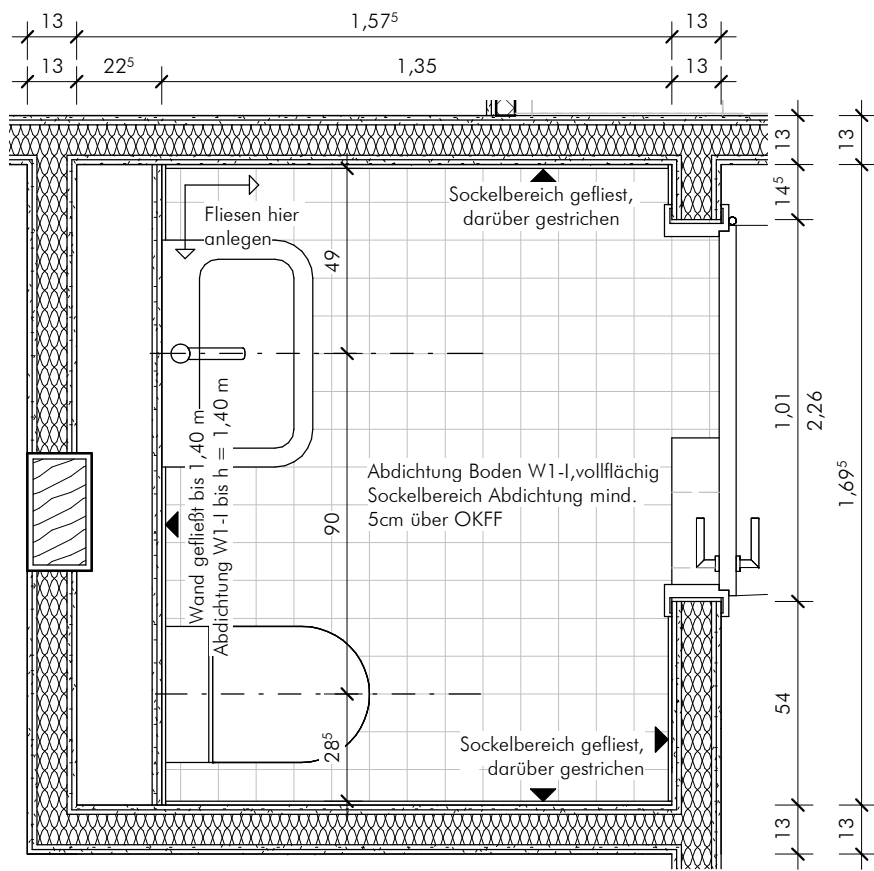 13
1,57⁵
13
13
22⁵
1,35
13
13
13
14⁵
Sockelbereich gefliest,
darüber gestrichen
Fliesen hier
anlegen
49
1,01
2,26
Wand gefließt bis 1,40 m
Abdichtung W1-I bis h = 1,40 m
Abdichtung Boden W1-I,vollflächig
Sockelbereich Abdichtung mind.
5cm über OKFF
90
1,69⁵
54
28⁵
Sockelbereich gefliest,
darüber gestrichen
13
13